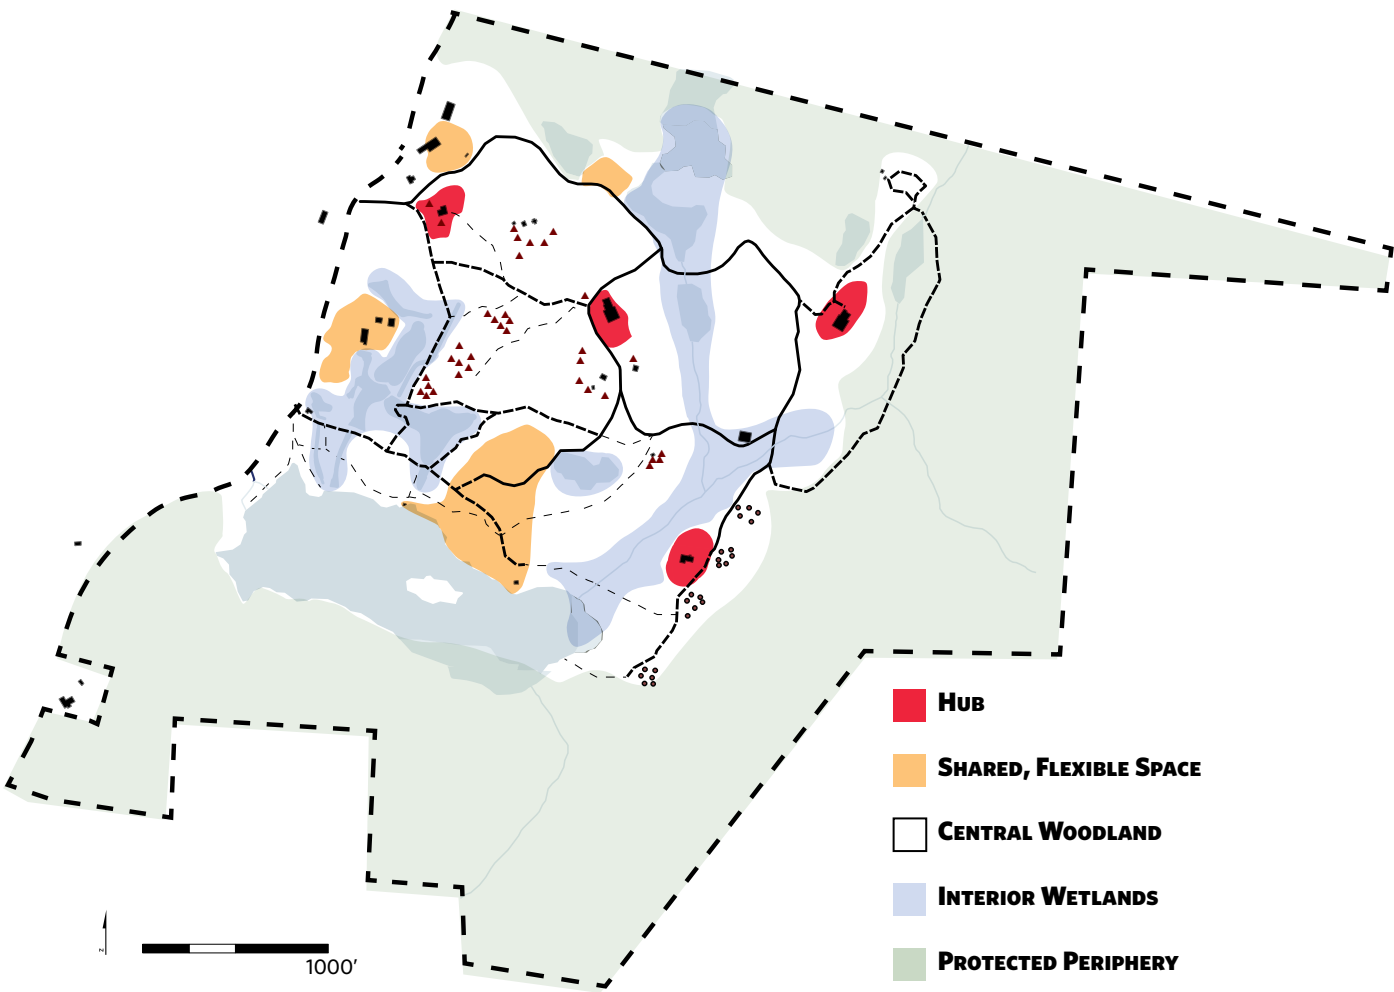 HUB
SHARED, FLEXIBLE SPACE
CENTRAL WOODLAND
INTERIOR WETLANDS
PROTECTED PERIPHERY
N
1000’